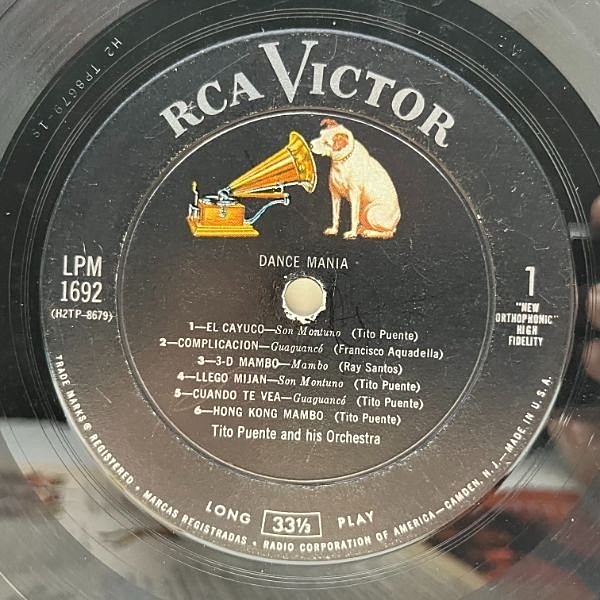 H2 TP8679-1S
RCA VICTOR
DANCE MANIA
LPM
1692
(H2TP-8679)
1
"NEW
ORTHOPHONIC"
HIGH
FIDELITY
1—EL CAYUCO—Son Montuno (Tito Puente)
2—COMPLICACION—Guaguancó (Francisco Aquadella)
3—3-D MAMBO—Mambo (Ray Santos)
4—LLEGO MIJAN—Son Montuno (Tito Puente)
5—CUANDO TE VEA—Guaguancó (Tito Puente)
6—HONG KONG MAMBO (Tito Puente)
Tito Puente and his Orchestra
LONG 33⅓ PLAY
TRADE MARKS ® REGISTERED • MARCAS REGISTRADAS • RADIO CORPORATION OF AMERICA—CAMDEN, N. J.—MADE IN U. S. A.